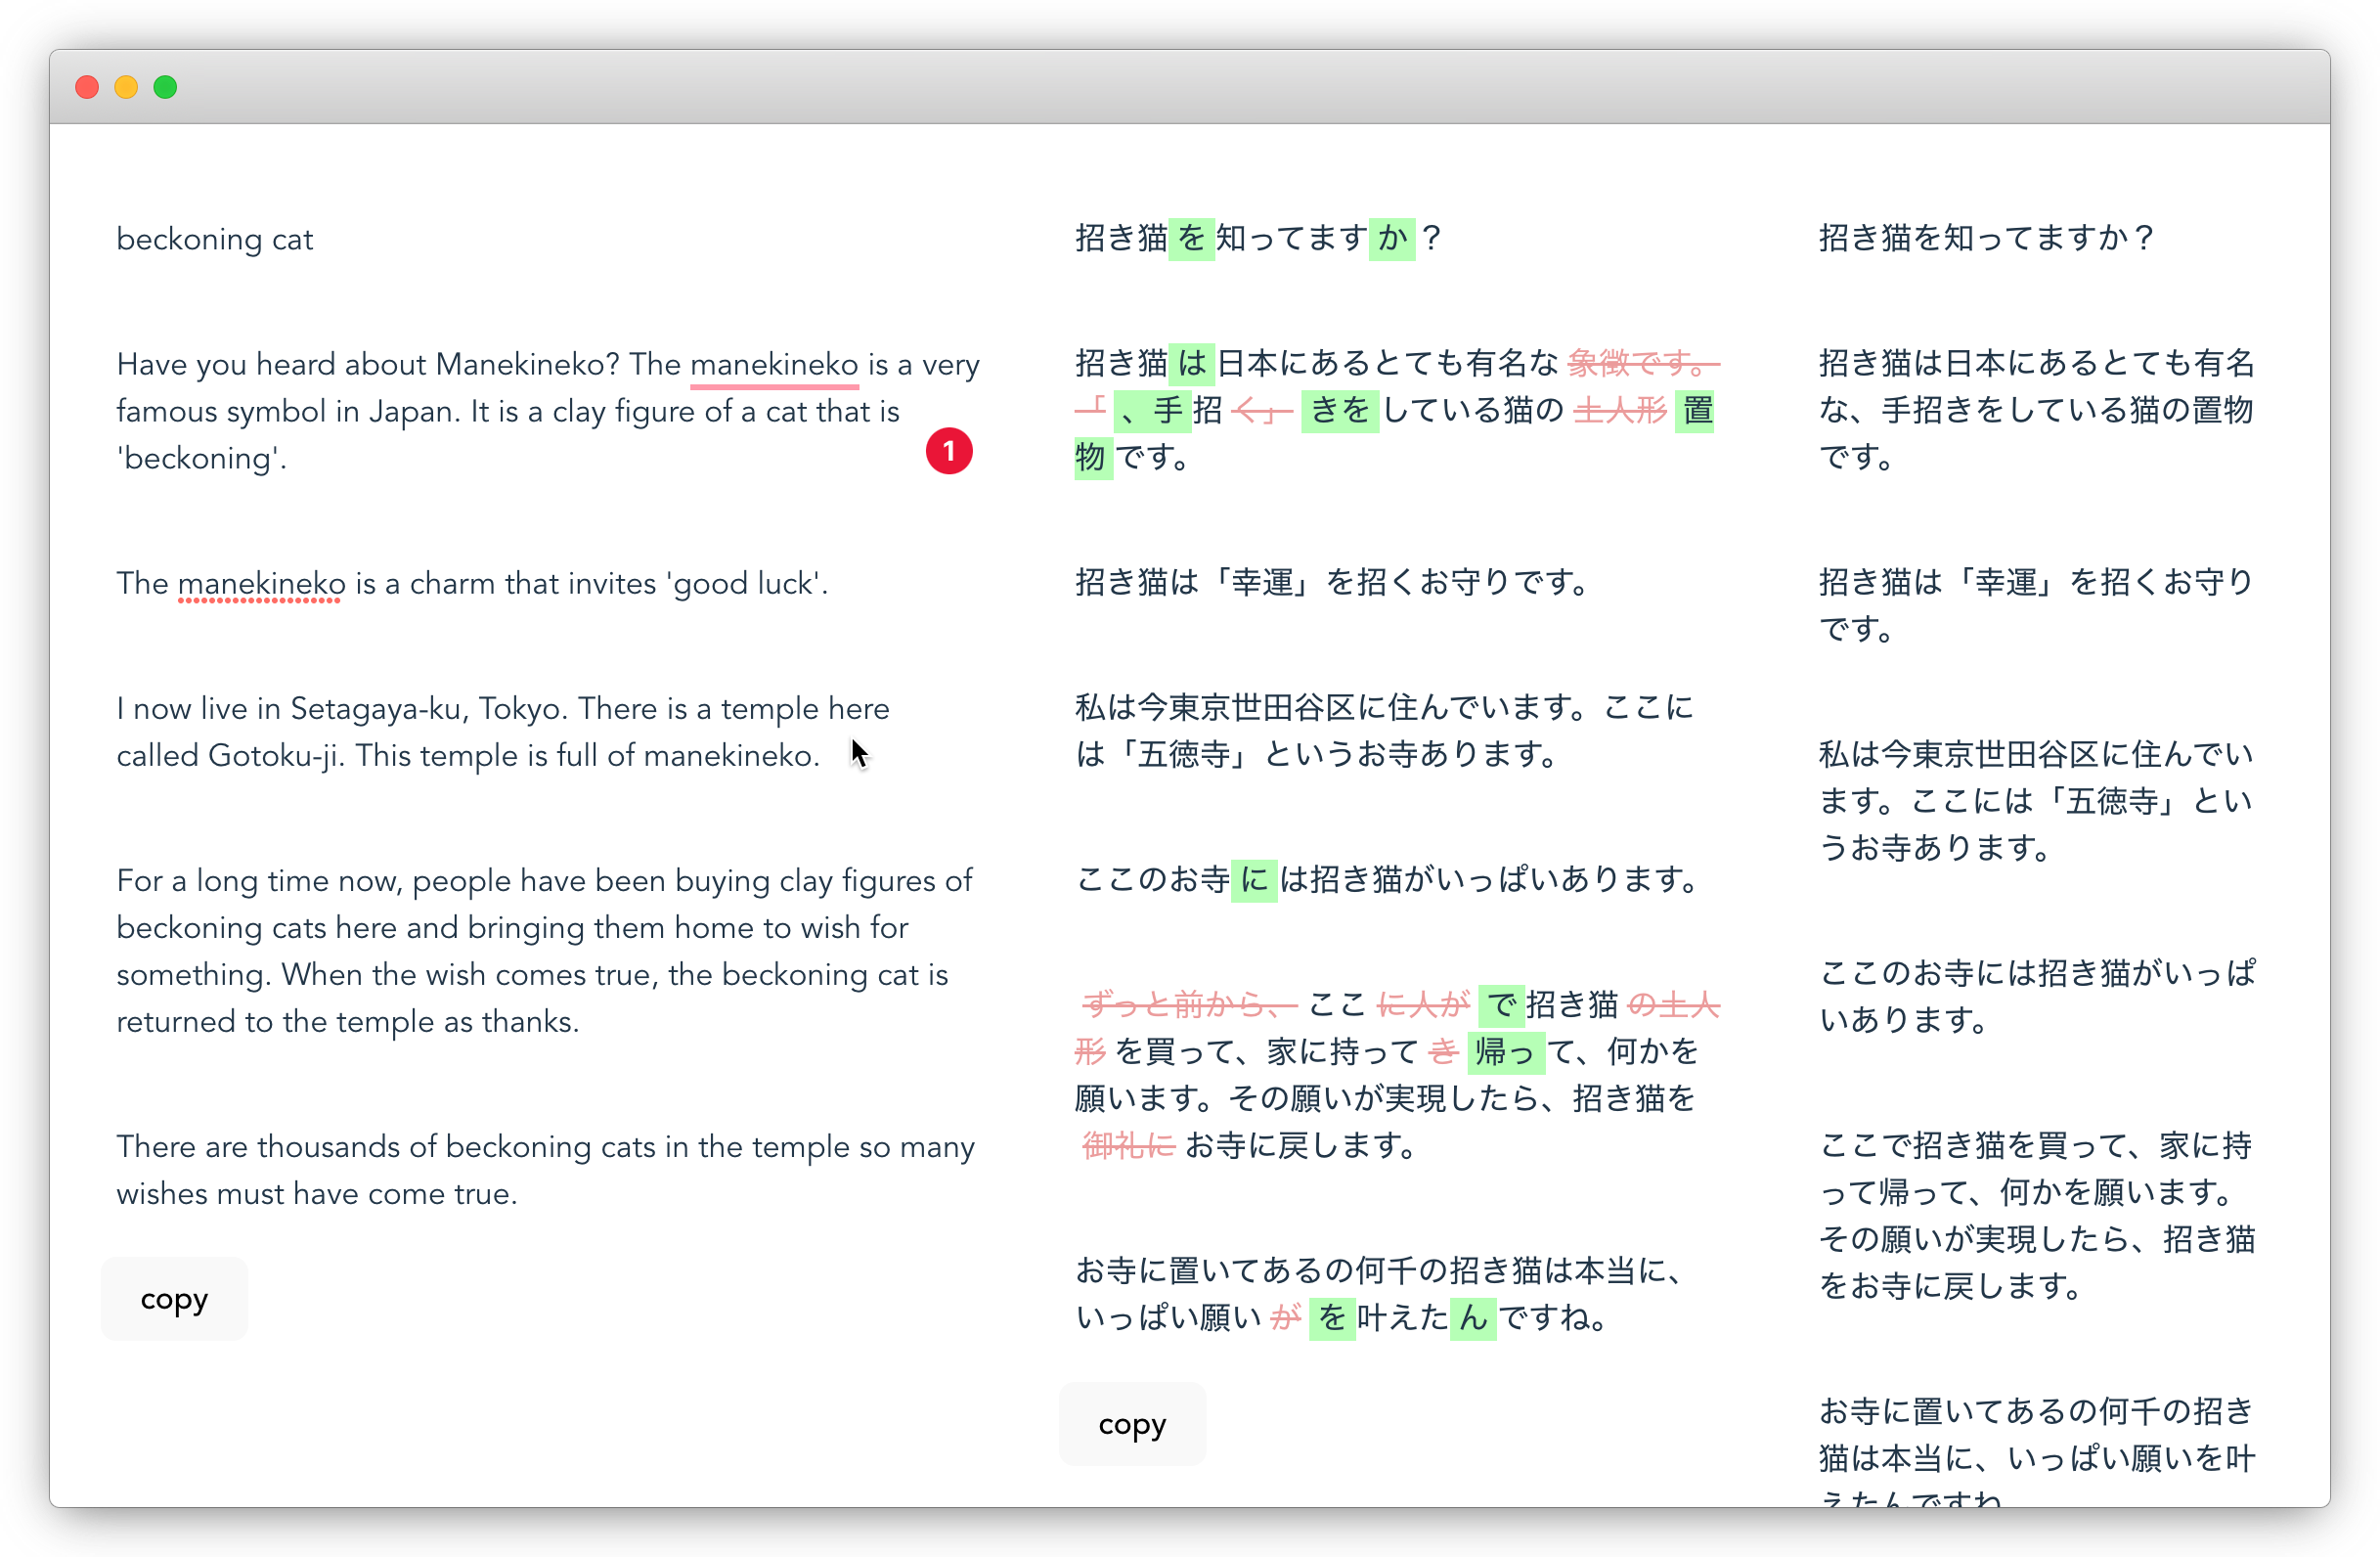 beckoning cat
Have you heard about Manekineko? The manekineko is a very
famous symbol in Japan. It is a clay figure of a cat that is
'beckoning'.
1
The manekineko is a charm that invites 'good luck'.
I now live in Setagaya-ku, Tokyo. There is a temple here
called Gotoku-ji. This temple is full of manekineko.
For a long time now, people have been buying clay figures of
beckoning cats here and bringing them home to wish for
something. When the wish comes true, the beckoning cat is
returned to the temple as thanks.
There are thousands of beckoning cats in the temple so many
wishes must have come true.
copy
招き猫を知ってますか？
招き猫は日本にあるとても有名な象徴です。
「、手招く」きをしている猫の土人形置
物です。
招き猫は「幸運」を招くお守りです。
私は今東京世田谷区に住んでいます。ここに
は「五徳寺」というお寺あります。
ここのお寺には招き猫がいっぱいあります。
ずっと前から、ここに人がで招き猫の土人
形を買って、家に持ってき帰って、何かを
願います。その願いが実現したら、招き猫を
御礼にお寺に戻します。
お寺に置いてあるの何千の招き猫は本当に、
いっぱい願いがを叶えたんですね。
copy
招き猫を知ってますか？
招き猫は日本にあるとても有名
な、手招きをしている猫の置物
です。
招き猫は「幸運」を招くお守り
です。
私は今東京世田谷区に住んでい
ます。ここには「五徳寺」とい
うお寺あります。
ここのお寺には招き猫がいっぱ
いあります。
ここで招き猫を買って、家に持
って帰って、何かを願います。
その願いが実現したら、招き猫
をお寺に戻します。
お寺に置いてあるの何千の招き
猫は本当に、いっぱい願いを叶
えたんですね